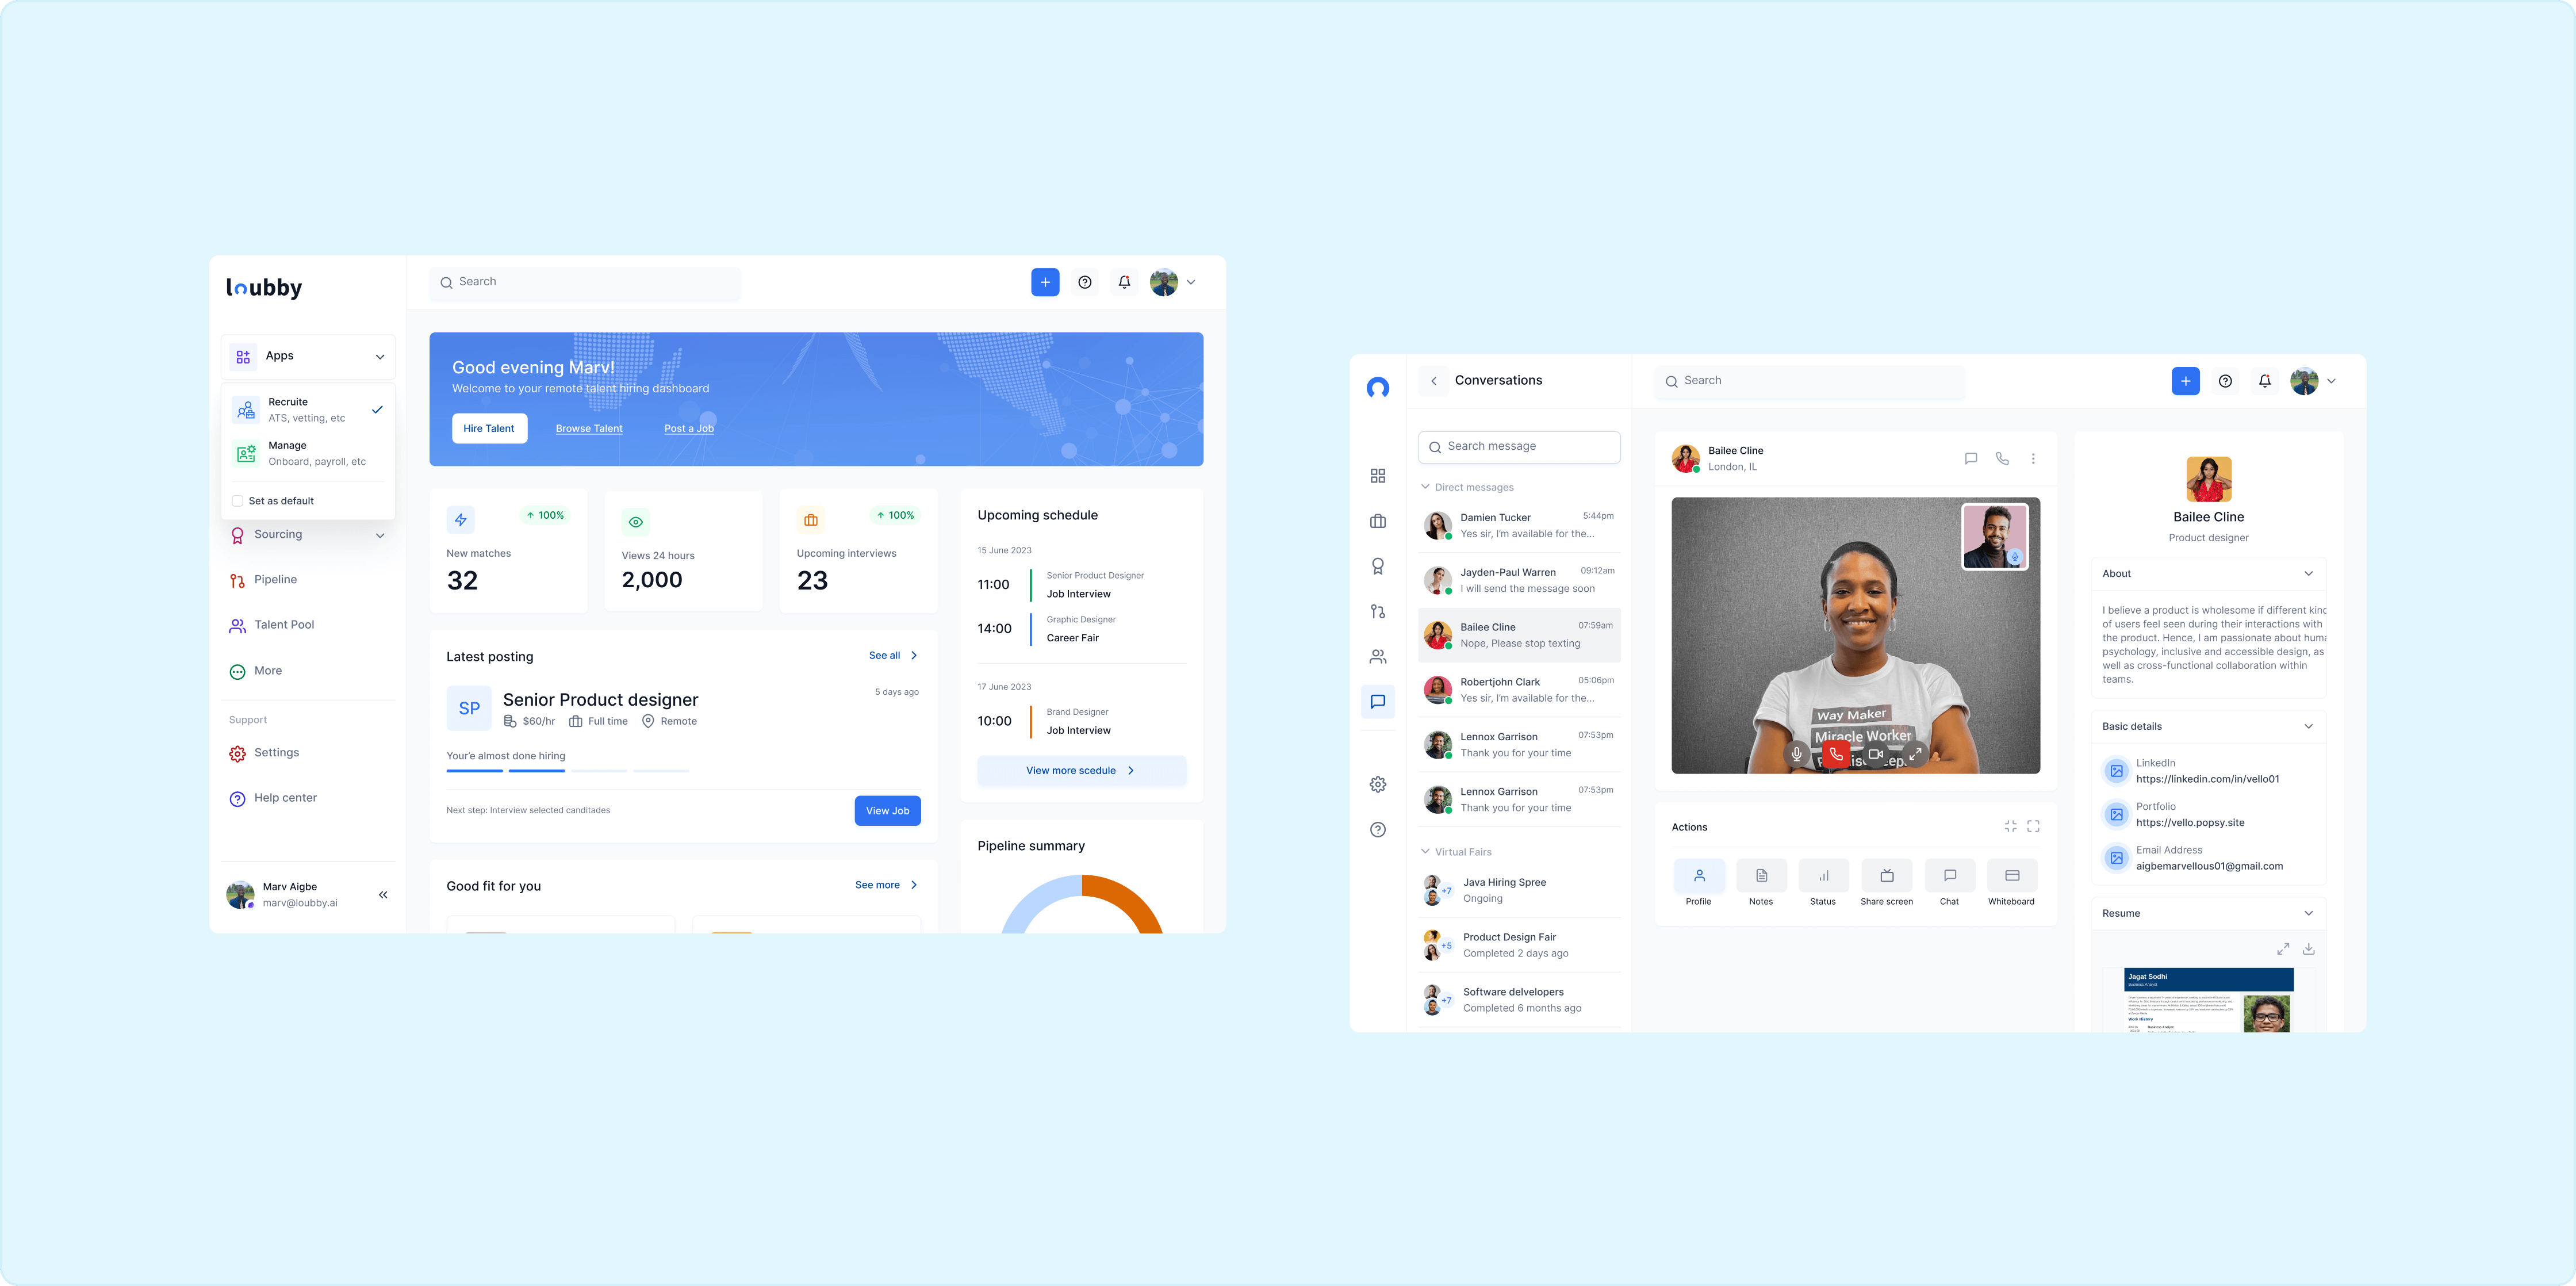 loubby
Search
Apps
Recruite
ATS, vetting, etc
Manage
Onboard, payroll, etc
Set as default
Sourcing
Pipeline
Talent Pool
More
Support
Settings
Help center
Marv Aigbe
marv@loubby.ai
Good evening Marv!
Welcome to your remote talent hiring dashboard
Hire Talent
Browse Talent
Post a Job
100%
New matches
32
Views 24 hours
2,000
100%
Upcoming interviews
23
Latest posting
See all
SP
Senior Product designer
5 days ago
$60/hr
Full time
Remote
Your'e almost done hiring
Next step: Interview selected canditades
View Job
Good fit for you
See more
Upcoming schedule
15 June 2023
11:00
Senior Product Designer
Job Interview
14:00
Graphic Designer
Career Fair
17 June 2023
10:00
Brand Designer
Job Interview
View more scedule
Pipeline summary
Conversations
Search
Search message
Direct messages
Damien Tucker
5:44pm
Yes sir, I'm available for the...
Jayden-Paul Warren
09:12am
I will send the message soon
Bailee Cline
07:59am
Nope, Please stop texting
Robertjohn Clark
05:06pm
Yes sir, I'm available for the...
Lennox Garrison
07:53pm
Thank you for your time
Lennox Garrison
07:53pm
Thank you for your time
Virtual Fairs
+7
Java Hiring Spree
Ongoing
+5
Product Design Fair
Completed 2 days ago
+7
Software delvelopers
Completed 6 months ago
Bailee Cline
London, IL
Way Maker
Miracle Worker
Actions
Profile
Notes
Status
Share screen
Chat
Whiteboard
Bailee Cline
Product designer
About
I believe a product is wholesome if different kinc
of users feel seen during their interactions with
the product. Hence, I am passionate about huma
psychology, inclusive and accessible design, as
well as cross-functional collaboration within
teams.
Basic details
LinkedIn
https://linkedin.com/in/vello01
Portfolio
https://vello.popsy.site
Email Address
aigbemarvellous01@gmail.com
Resume
Jagat Sodhi
Business Analyst
Work History
Business Analyst